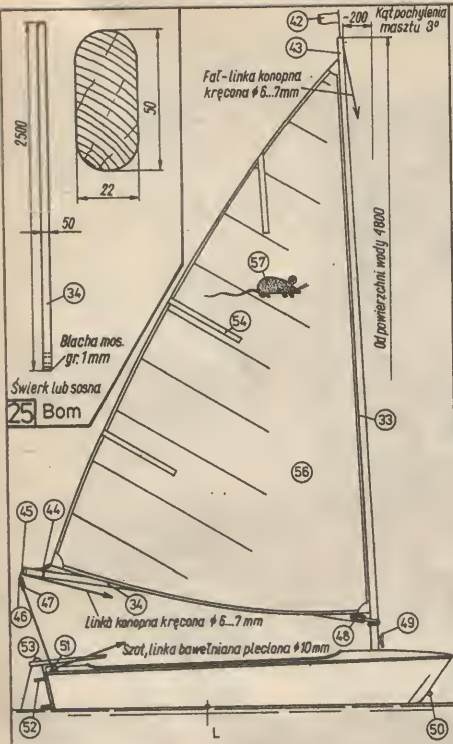 42
-200
Kąt pochylenia
masztu 3°
43
Fał-linka konopna
kręcona ϕ 6...7mm
2500
50
22
50
34
Blacha mos.
gr. 1mm
Świerk lub sosna
25 Bom
57
54
Od powierzchni wody 4800
33
56
45
44
46
47
34
Linka konopna kręcona ϕ 6...7 mm
48
49
53
51
Szot, linka bawełniana pleciona ϕ 10mm
52
50
L